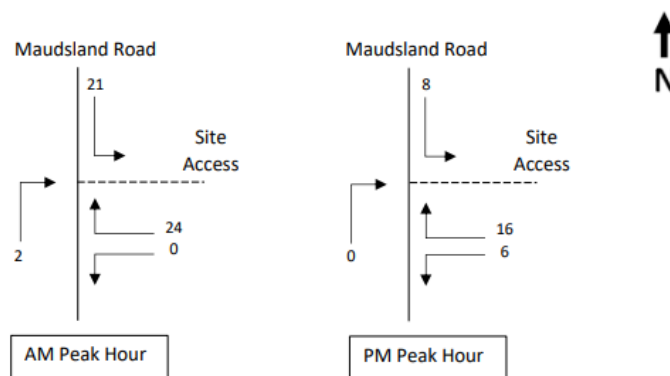 Maudsland Road
21
Site
Access
24
0
2
AM Peak Hour
Maudsland Road
8
Site
Access
16
6
0
PM Peak Hour
N